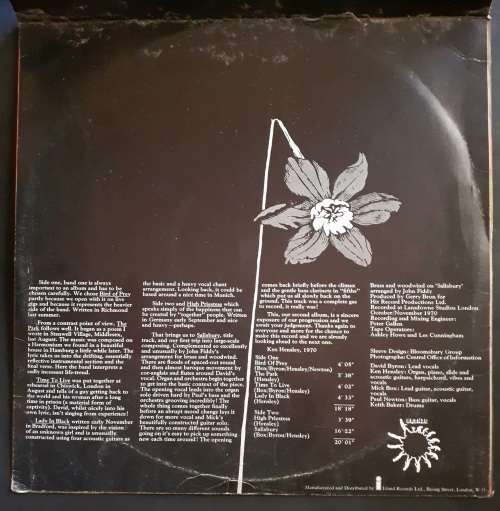 Side one, band one is always
important to an album and has to be
chosen carefully. We chose Bird of Prey
partly because we open with it on live
gigs and because it represents the heavier
side of the band. Written in Richmond
last summer.
From a contrast point of view, The
Park follows well. It began as a poem I
wrote in Stanwell Village, Middlesex,
last August. The music was composed on
a Harmonium we found in a beautiful
house in Hamburg a little while later. The
lyric takes us into the drifting, essentially
reflective instrumental section and the
final verse. Here the band interprets a
sadly incessant life-trend.
Time To Live was put together at
rehearsal in Chiswick, London in
August and tells of a guy getting back to
the world and his woman after a long
time in prison (a mortal form of
captivity). David, whilst nicely into his
own lyric, isn't singing from experience!
Lady In Black written early November
in Bradford, was inspired by the vision
of an unknown girl and is unusually
constructed using four acoustic guitars as
the basic and a heavy vocal chant
arrangement. Looking back, it could be
based around a nice time in Munich.
Side two and High Priestess which
speaks simply of the happiness that can
be created by "together" people. Written
in Germany early September 1970
and heavy—perhaps.
That brings us to Salisbury, title
track, and our first trip into large-scale
composing. Complemented so excellently
and unusually by John Fiddy's
arrangement for brass and woodwind.
There are floods of spaced-out sound
and then almost baroque movement by
cor-anglais and flutes around David's
vocal. Organ and orchestra begin together
to get into the basic content of the piece.
The opening vocal leads into the organ
solo driven hard by Paul's bass and the
orchestra grooving incredibly! The
whole thing comes together finally
before an abrupt mood change lays it
down for more vocal and Mick's
beautifully constructed guitar solo.
There are so many different sounds
going on it's easy to pick up something
new each time around! The opening
comes back briefly before the climax
and the gentle bass clarinets in "fifths"
which put us all slowly back on the
ground. This track was a complete gas
to record, it really was!
This, our second album, is a sincere
exposure of our progression and we
await your judgement. Thanks again to
everyone and more for the chance to
make this record and we are already
looking ahead to the next one.
Ken Hensley, 1970
Side One
Bird Of Prey 4' 05"
(Box/Byron/Hensley/Newton)
The Park 5' 38"
(Hensley)
Time To Live 4' 02"
(Box/Byron/Hensley)
Lady In Black 4' 33"
(Hensley)
18' 18"
Side Two
High Priestess 3' 39"
(Hensley)
Salisbury 16' 22"
(Box/Byron/Hensley)
20' 01"
Brass and woodwind on 'Salisbury'
arranged by John Fiddy
Produced by Gerry Bron for
Hit Record Productions Ltd.
Recorded at Lansdowne Studios London
October/November 1970
Recording and Mixing Engineer:
Peter Gallen
Tape Operators:
Ashley Howe and Les Cunningham
Sleeve Design: Bloomsbury Group
Photographs: Central Office of Information
David Byron: Lead vocals
Ken Hensley: Organ, piano, slide and
acoustic guitars, harpsichord, vibes and
vocals
Mick Box: Lead guitar, acoustic guitar,
vocals
Paul Newton: Bass guitar, vocals
Keith Baker: Drums
Manufactured and Distributed by Island Records Ltd., Basing Street, London, W.11.